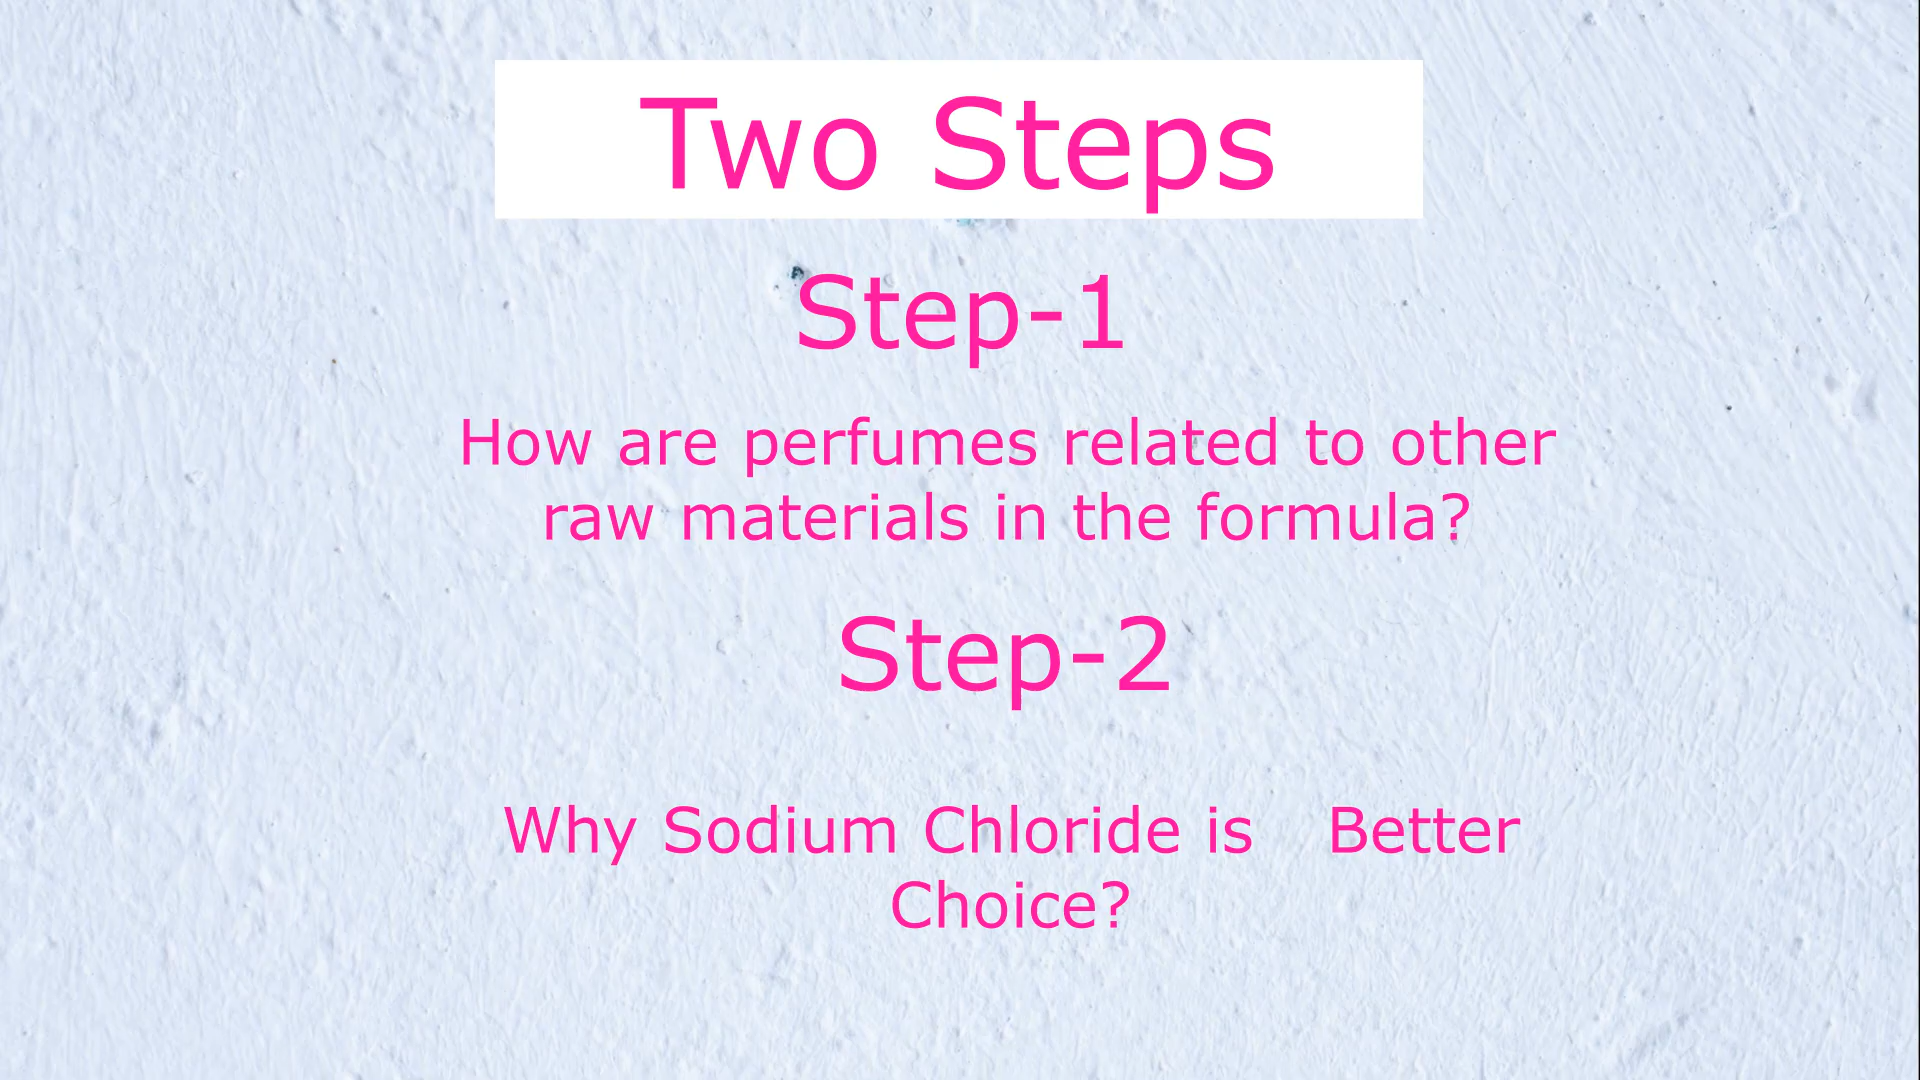 Two Steps
Step-1
How are perfumes related to other
raw materials in the formula?
Step-2
Why Sodium Chloride is   Better
Choice?